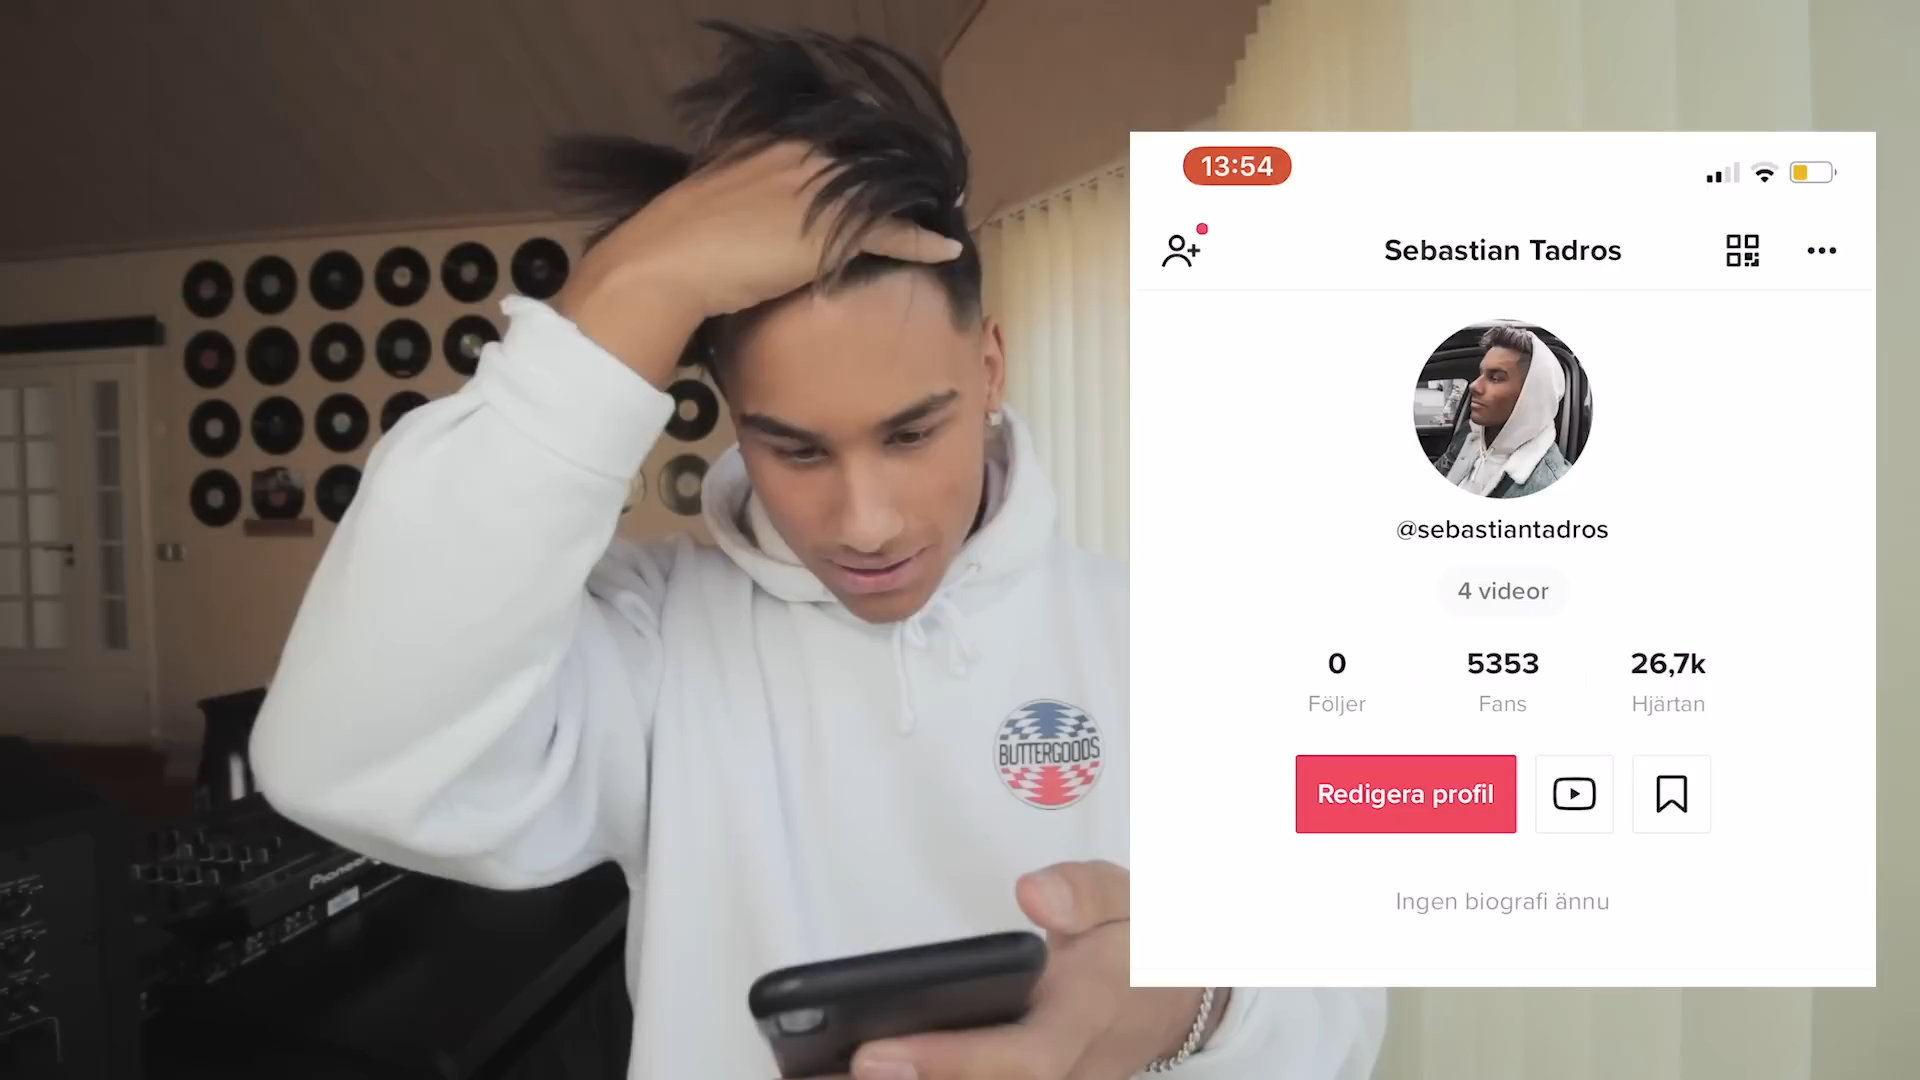 13:54
Sebastian Tadros
@sebastiantadros
4 videor
0
5353
26,7k
Följer
Fans
Hjärtan
Redigera profil
Ingen biografi ännu
BUTTERGOODS
Pioneer